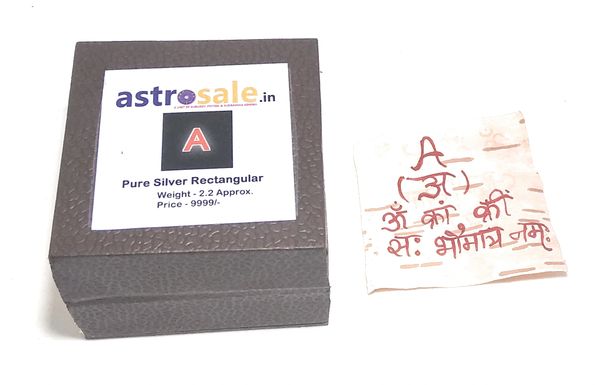 astrosale.in
A
Pure Silver Rectangular
Weight - 2.2 Approx.
Price - 9999/-
A
(अ)
ॐ क्रां क्रीं
सः भौमात्र नमः